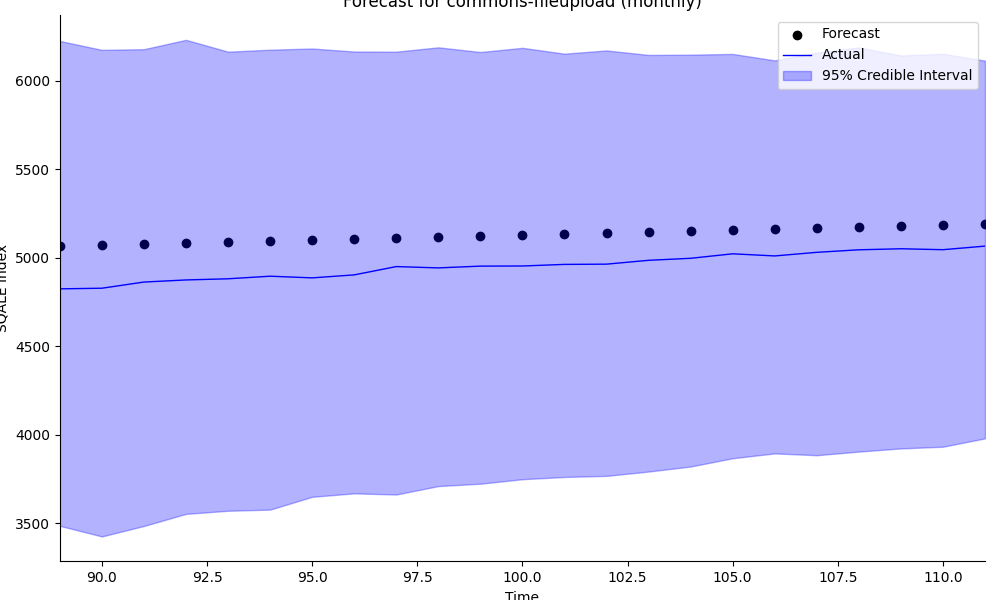 Forecast for commons-fileupload (monthly)
Forecast
Actual
95% Credible Interval
6000
5500
5000
4500
4000
3500
SQALE Index
90.0
92.5
95.0
97.5
100.0
102.5
105.0
107.5
110.0
Time